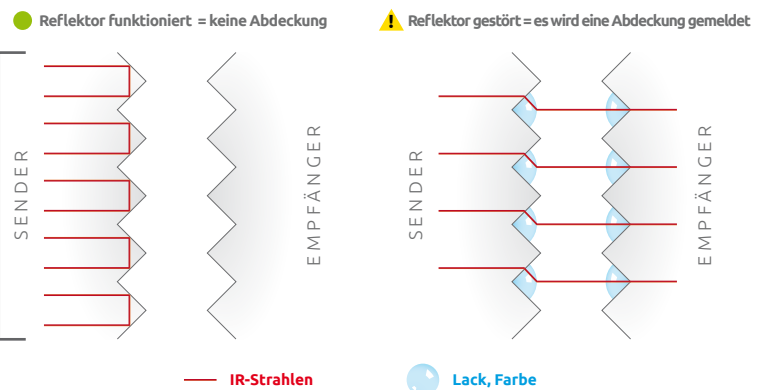 Reflektor funktioniert = keine Abdeckung
Reflektor gestört = es wird eine Abdeckung gemeldet
SENDER
EMPFÄNGER
SENDER
EMPFÄNGER
IR-Strahlen
Lack, Farbe